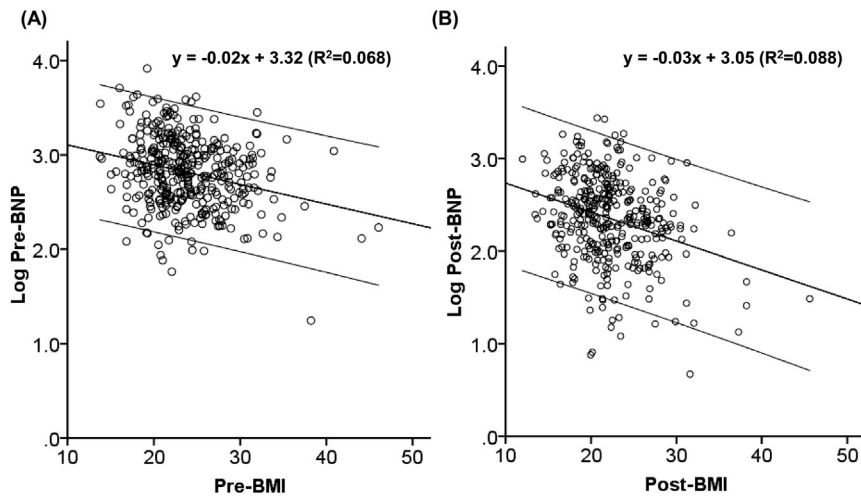 (A)
y = -0.02x + 3.32 (R²=0.068)
4.0
3.0
2.0
1.0
.0
Log Pre-BNP
10 20 30 40 50
Pre-BMI
(B)
y = -0.03x + 3.05 (R²=0.088)
4.0
3.0
2.0
1.0
.0
Log Post-BNP
10 20 30 40 50
Post-BMI